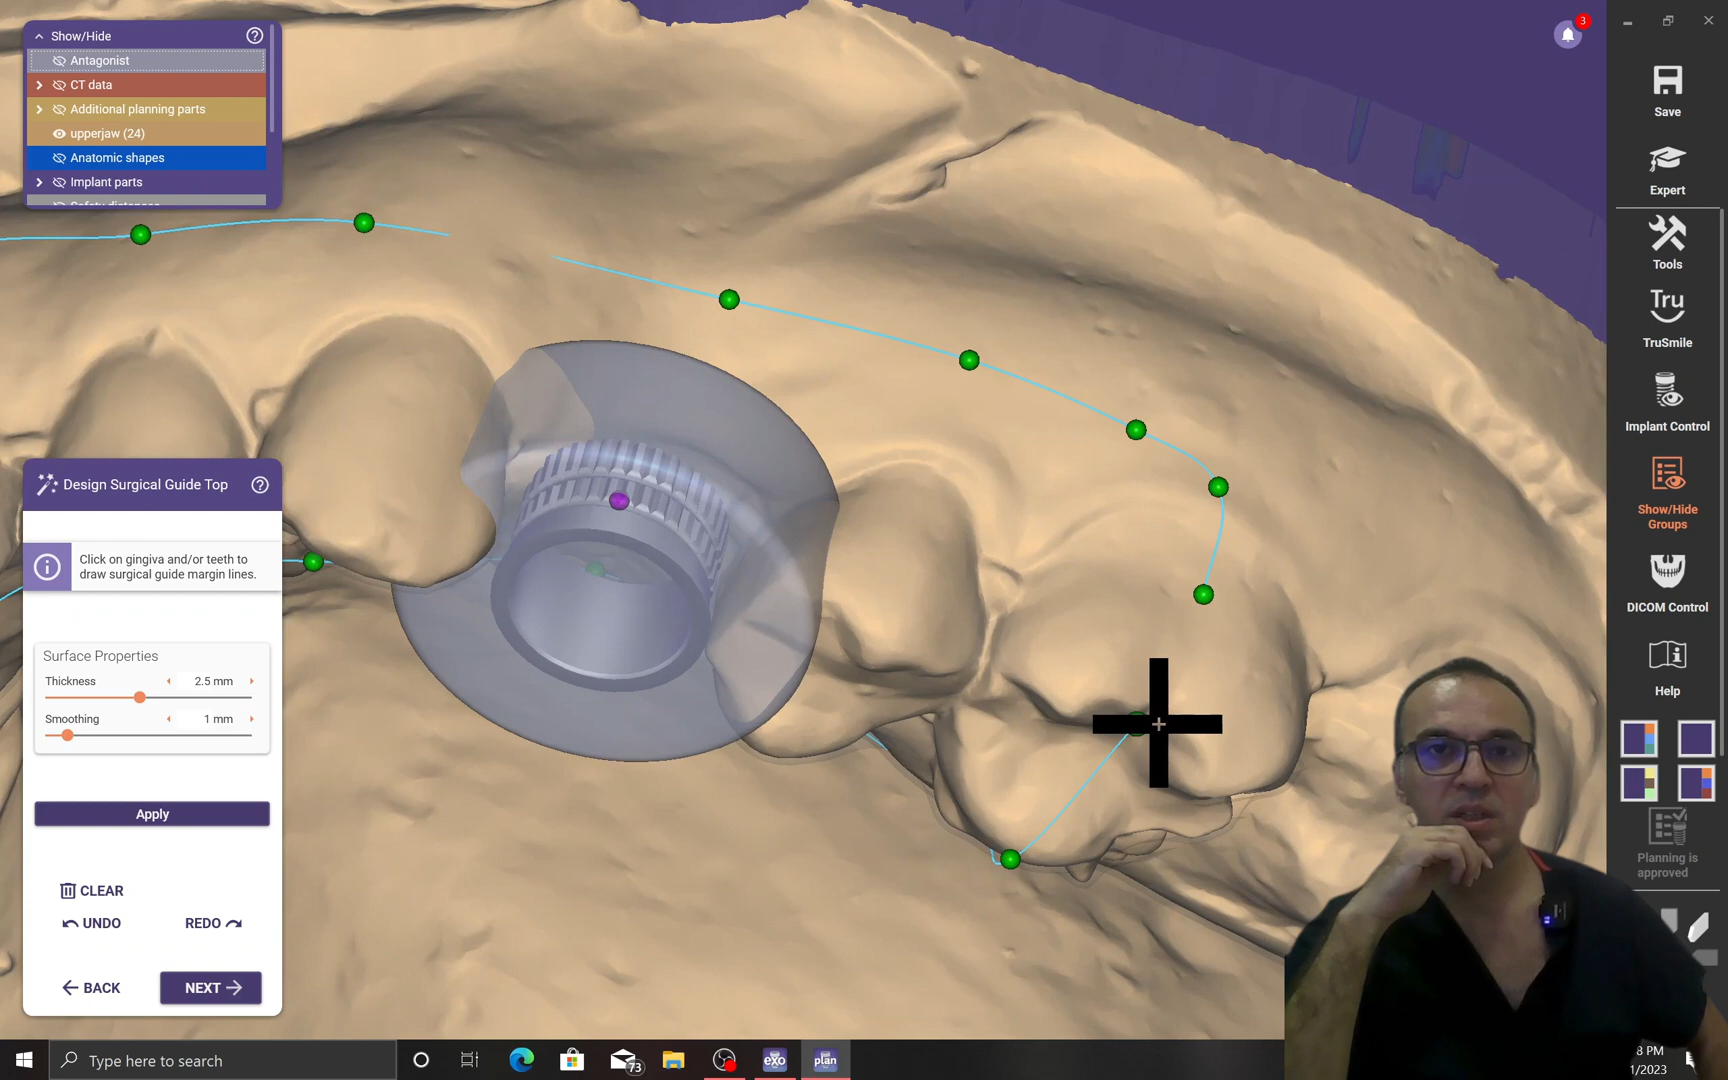 Show/Hide
Antagonist
CT data
Additional planning parts
upperjaw (24)
Anatomic shapes
Implant parts
Safety distances
Design Surgical Guide Top
Click on gingiva and/or teeth to
draw surgical guide margin lines.
Surface Properties
Thickness
2.5 mm
Smoothing
1 mm
Apply
CLEAR
UNDO
REDO
BACK
NEXT
3
Save
Expert
Tools
Tru
TruSmile
Implant Control
Show/Hide
Groups
DICOM Control
Help
Planning is
approved
Type here to search
73
exo
plan
8 PM
1/2023